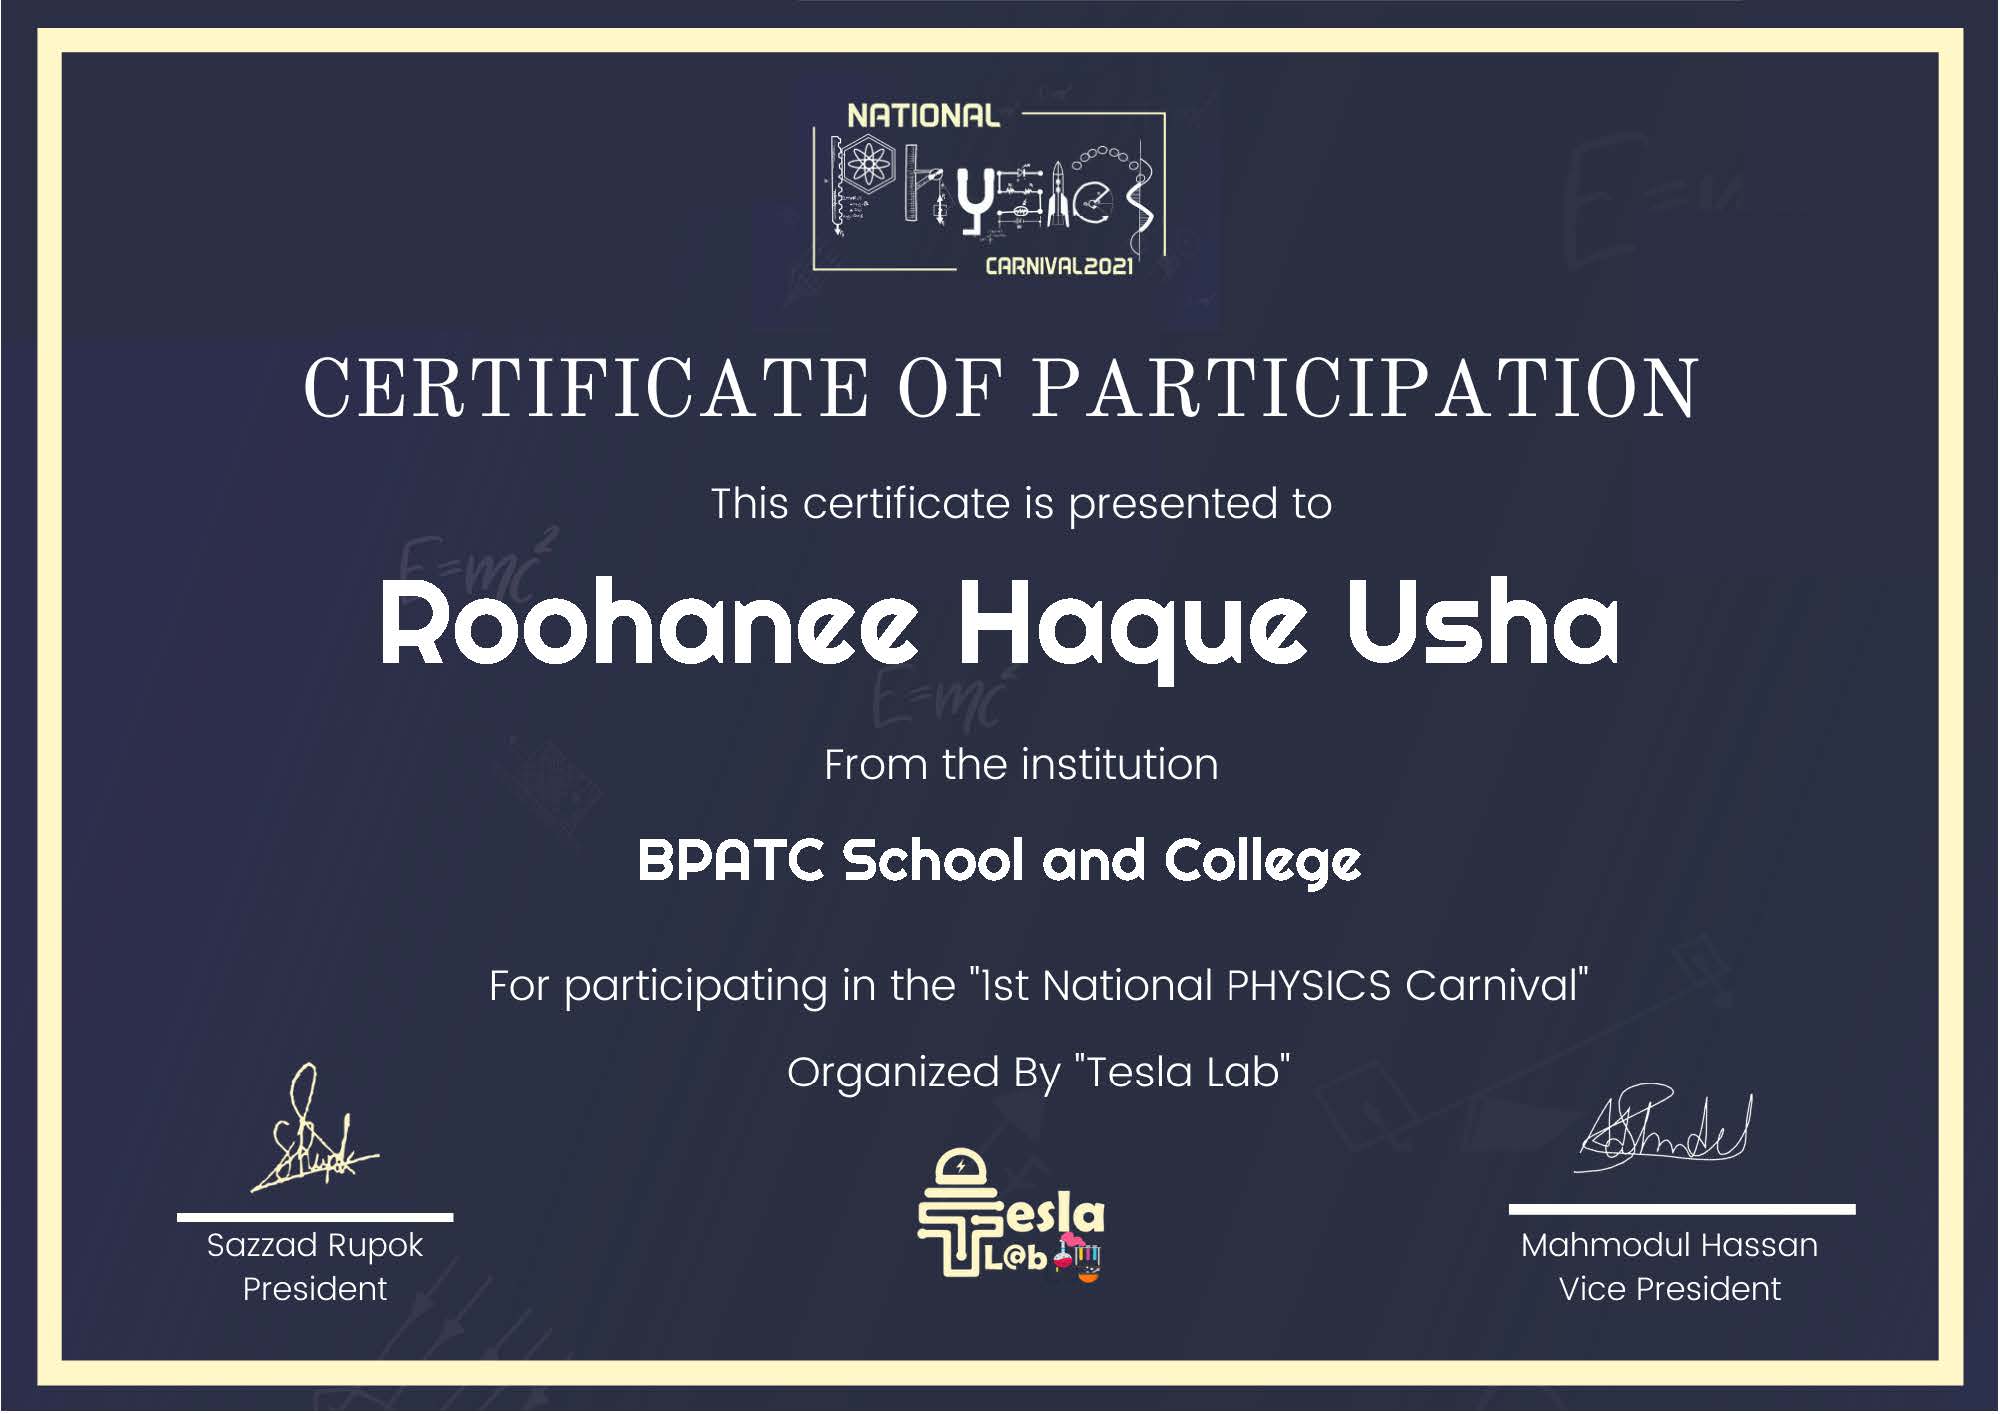 NATIONAL
Physics
CARNIVAL2021
CERTIFICATE OF PARTICIPATION
This certificate is presented to
E=mc²
Roohanee Haque Usha
E=mc²
From the institution
BPATC School and College
For participating in the "1st National PHYSICS Carnival"
Organized By "Tesla Lab"
Tesla
L@b
Sazzad Rupok
President
Mahmodul Hassan
Vice President